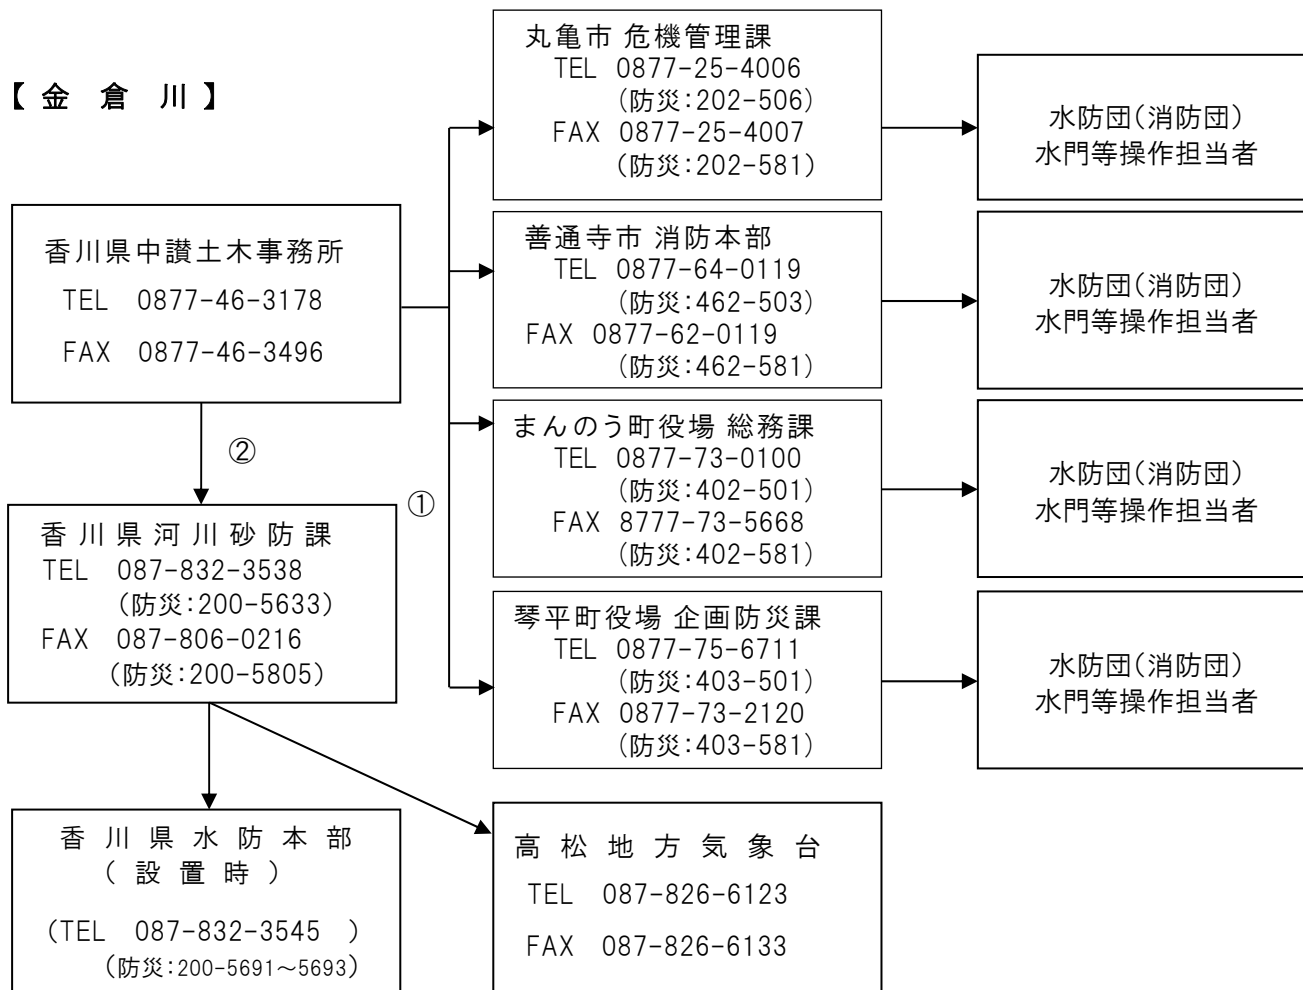 【 金 倉 川 】
香川県中讃土木事務所
TEL 0877-46-3178
FAX 0877-46-3496
②
①
香川県河川砂防課
TEL 087-832-3538
(防災:200-5633)
FAX 087-806-0216
(防災:200-5805)
香川県水防本部
(設置時)
(TEL 087-832-3545 )
(防災:200-5691~5693)
丸亀市 危機管理課
TEL 0877-25-4006
(防災:202-506)
FAX 0877-25-4007
(防災:202-581)
善通寺市 消防本部
TEL 0877-64-0119
(防災:462-503)
FAX 0877-62-0119
(防災:462-581)
まんのう町役場 総務課
TEL 0877-73-0100
(防災:402-501)
FAX 8777-73-5668
(防災:402-581)
琴平町役場 企画防災課
TEL 0877-75-6711
(防災:403-501)
FAX 0877-73-2120
(防災:403-581)
高松地方気象台
TEL 087-826-6123
FAX 087-826-6133
水防団(消防団)
水門等操作担当者
水防団(消防団)
水門等操作担当者
水防団(消防団)
水門等操作担当者
水防団(消防団)
水門等操作担当者